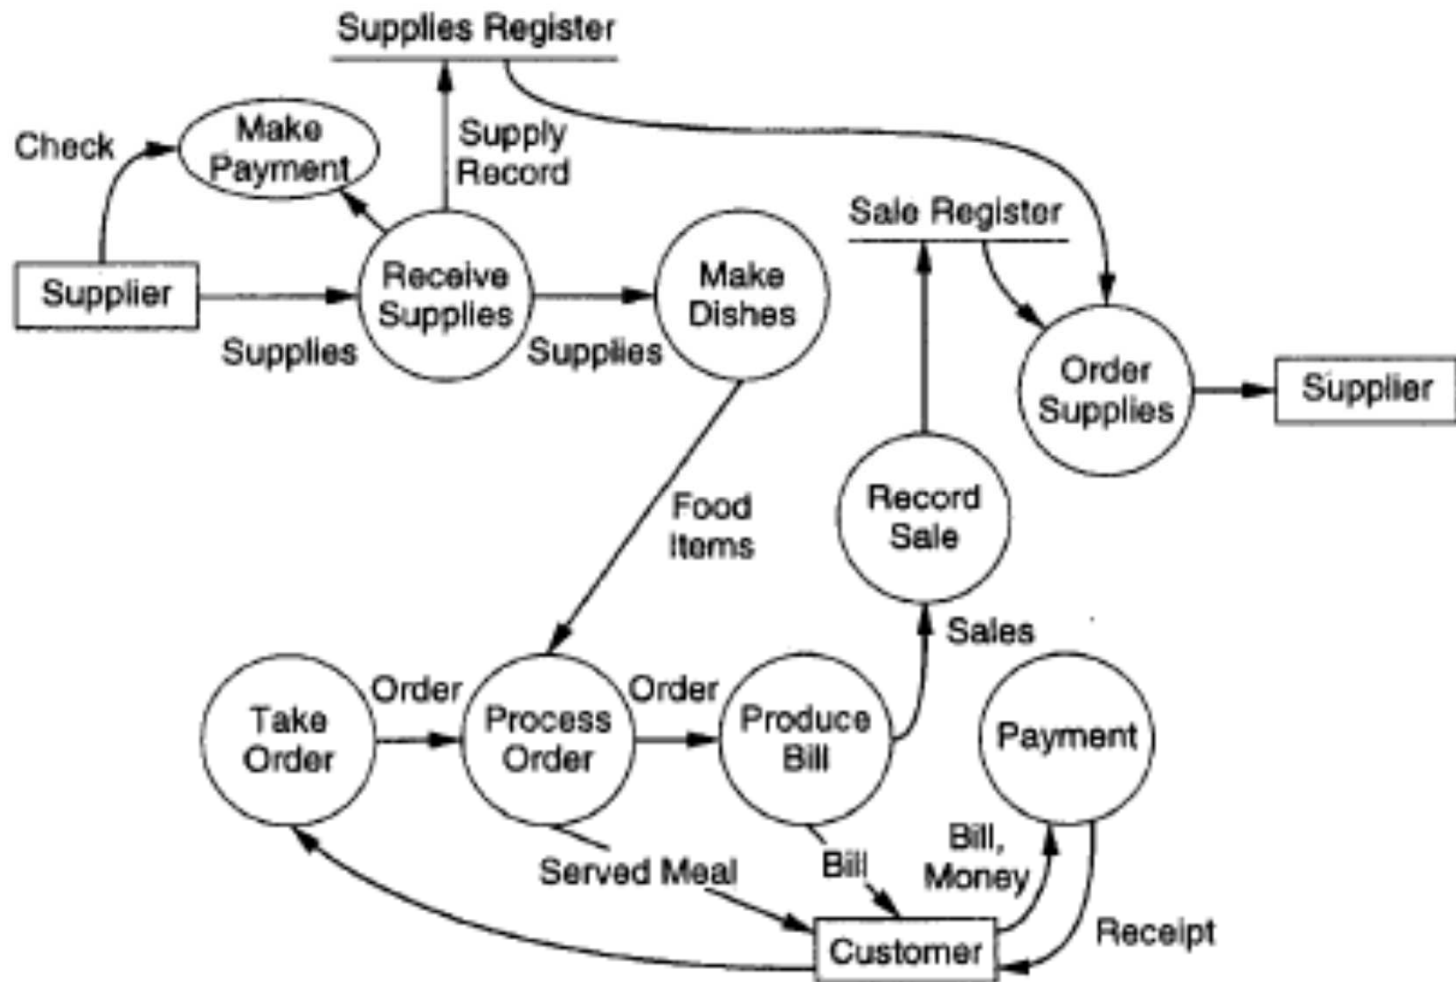 Supplies Register
Check
Make
Payment
Supply
Record
Sale Register
Supplier
Receive
Supplies
Make
Dishes
Supplies
Supplies
Order
Supplies
Supplier
Food
Items
Record
Sale
Sales
Take
Order
Order
Process
Order
Order
Produce
Bill
Payment
Served Meal
Bill
Bill,
Money
Receipt
Customer